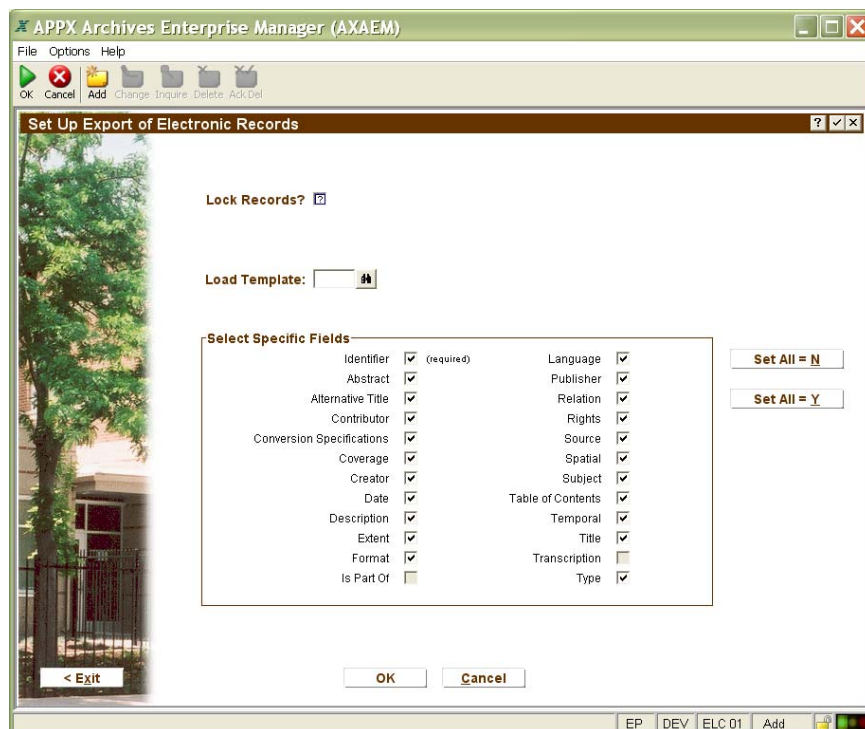 APPX Archives Enterprise Manager (AXAEM)
File Options Help
OK Cancel Add Change Inquire Delete Ack Del
Set Up Export of Electronic Records
Lock Records? ?
Load Template:
Select Specific Fields
Identifier (required) Language
Abstract Publisher
Alternative Title Relation
Contributor Rights
Conversion Specifications Source
Coverage Spatial
Creator Subject
Date Table of Contents
Description Temporal
Extent Title
Format Transcription
Is Part Of Type
Set All = N
Set All = Y
< Exit OK Cancel
EP DEV ELC 01 Add